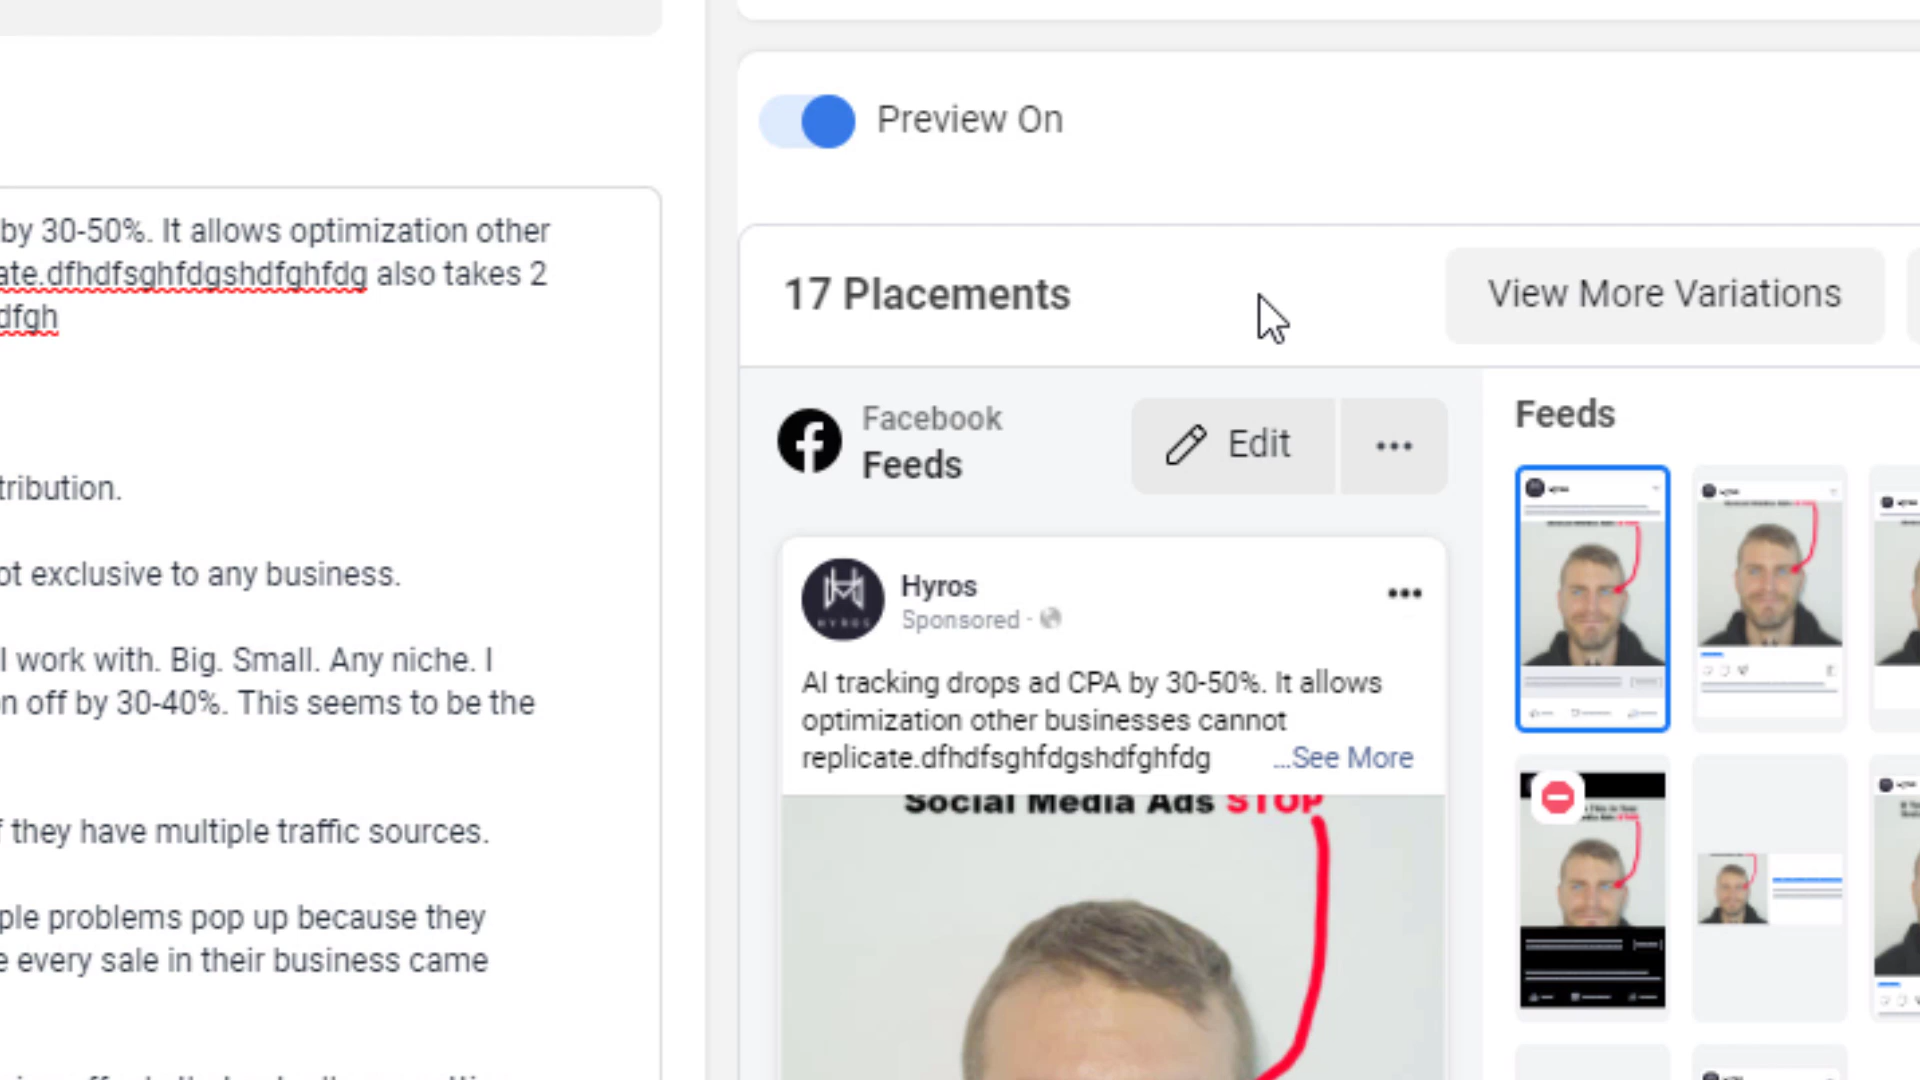 by 30-50%. It allows optimization other
ate.dfhdfsghfdgshdfghfdg also takes 2
dfgh
tribution.
ot exclusive to any business.
I work with. Big. Small. Any niche. I
n off by 30-40%. This seems to be the
f they have multiple traffic sources.
ple problems pop up because they
e every sale in their business came
Preview On
17 Placements
View More Variations
Facebook
Feeds
Edit
Feeds
Hyros
Sponsored ·
HYROS
AI tracking drops ad CPA by 30-50%. It allows
optimization other businesses cannot
replicate.dfhdfsghfdgshdfghfdg ...See More
Social Media Ads STOP